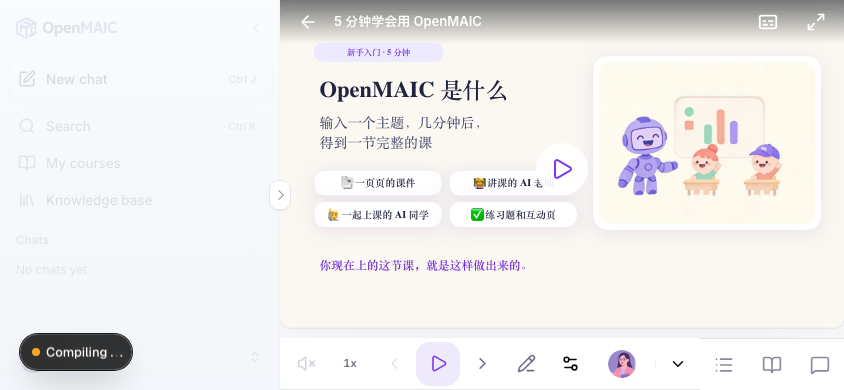 OpenMAIC
New chat
Ctrl J
Search
Ctrl K
My courses
Knowledge base
Chats
No chats yet
Compiling ...
5 分钟学会用 OpenMAIC
新手入门 · 5 分钟
OpenMAIC 是什么
输入一个主题，几分钟后，
得到一节完整的课
一页页的课件
讲课的 AI 老
一起上课的 AI 同学
练习题和互动页
你现在上的这节课，就是这样做出来的。
1x